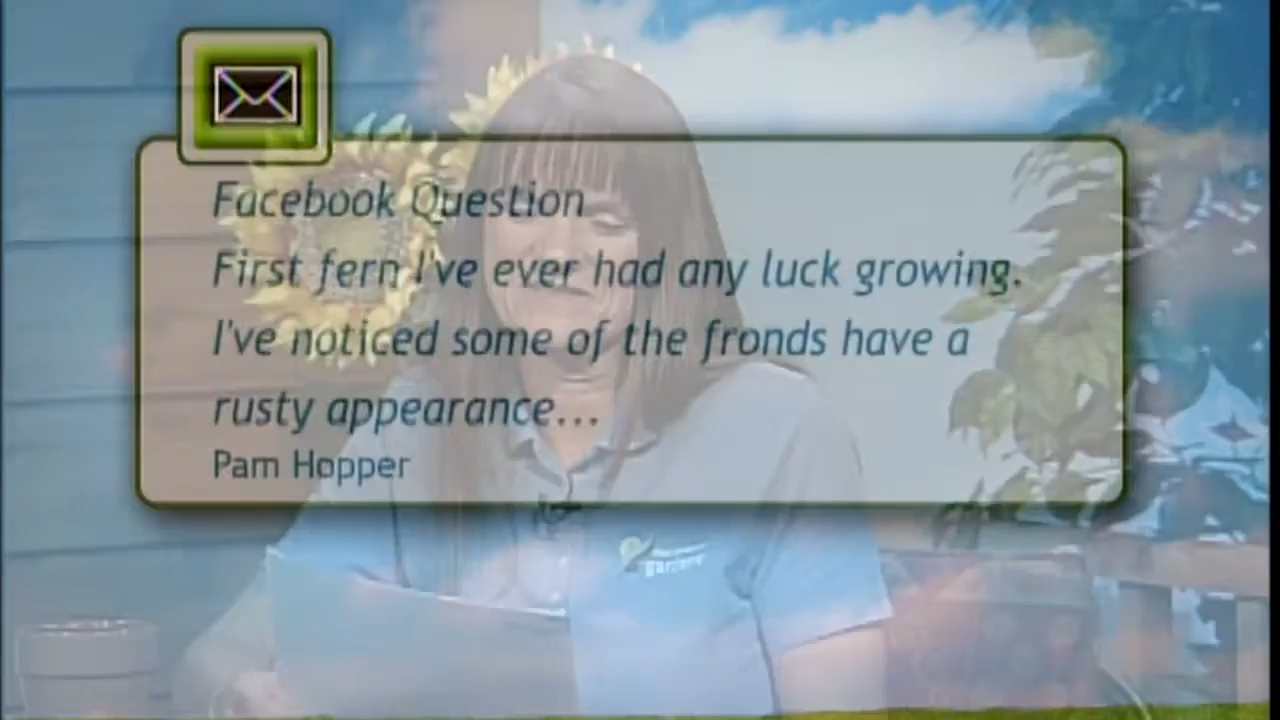 Facebook Question
First fern I've ever had any luck growing.
I've noticed some of the fronds have a
rusty appearance...
Pam Hopper